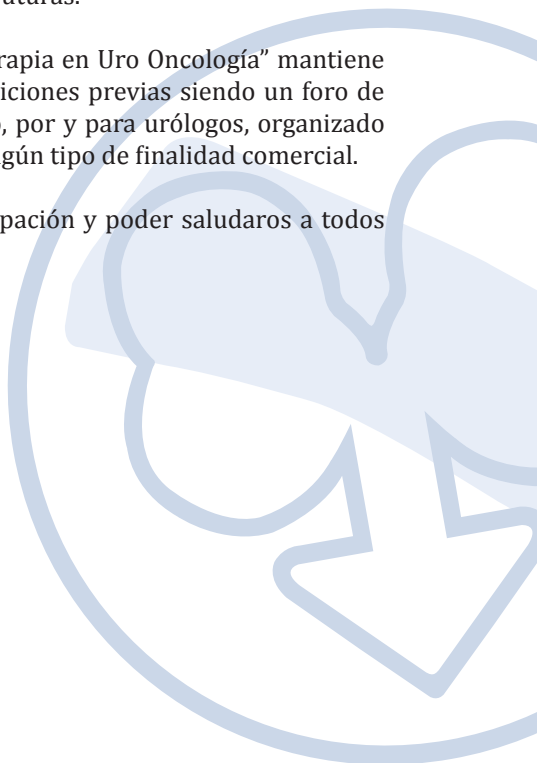 rapia en Uro Oncología” mantiene
iciones previas siendo un foro de
, por y para urólogos, organizado
gún tipo de finalidad comercial.
pación y poder saludaros a todos